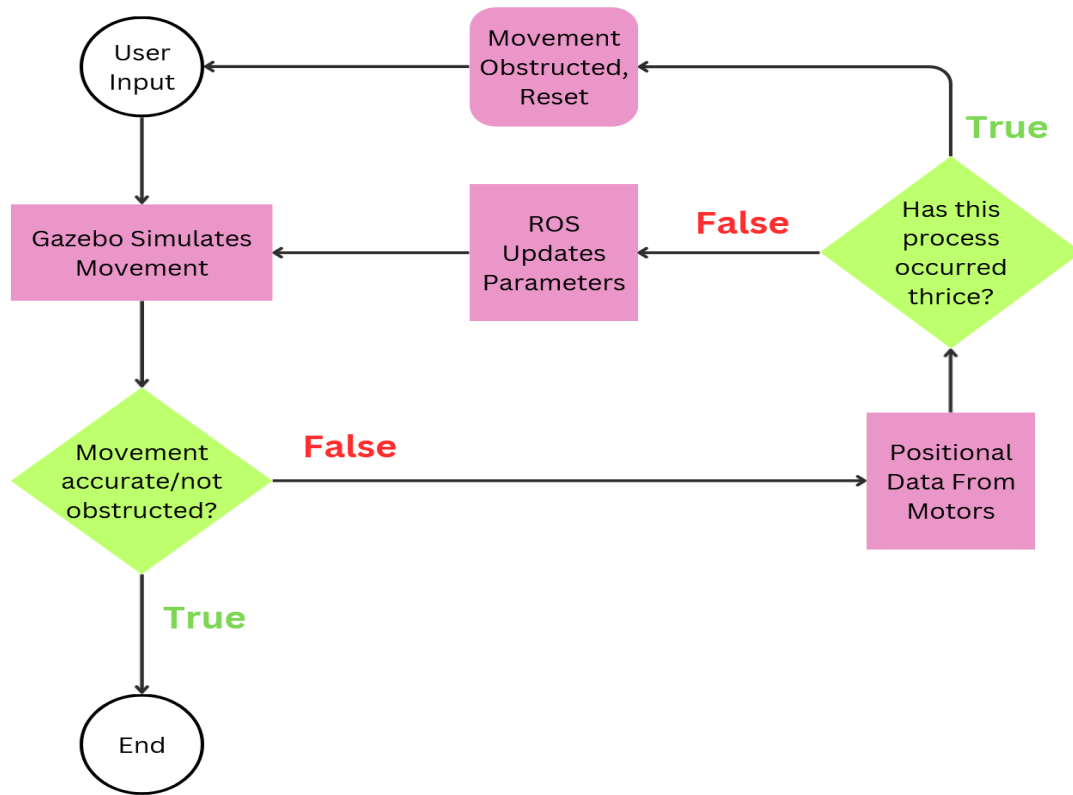 User
Input
Movement
Obstructed,
Reset
True
Gazebo Simulates
Movement
ROS
Updates
Parameters
False
Has this
process
occurred
thrice?
Movement
accurate/not
obstructed?
False
Positional
Data From
Motors
True
End